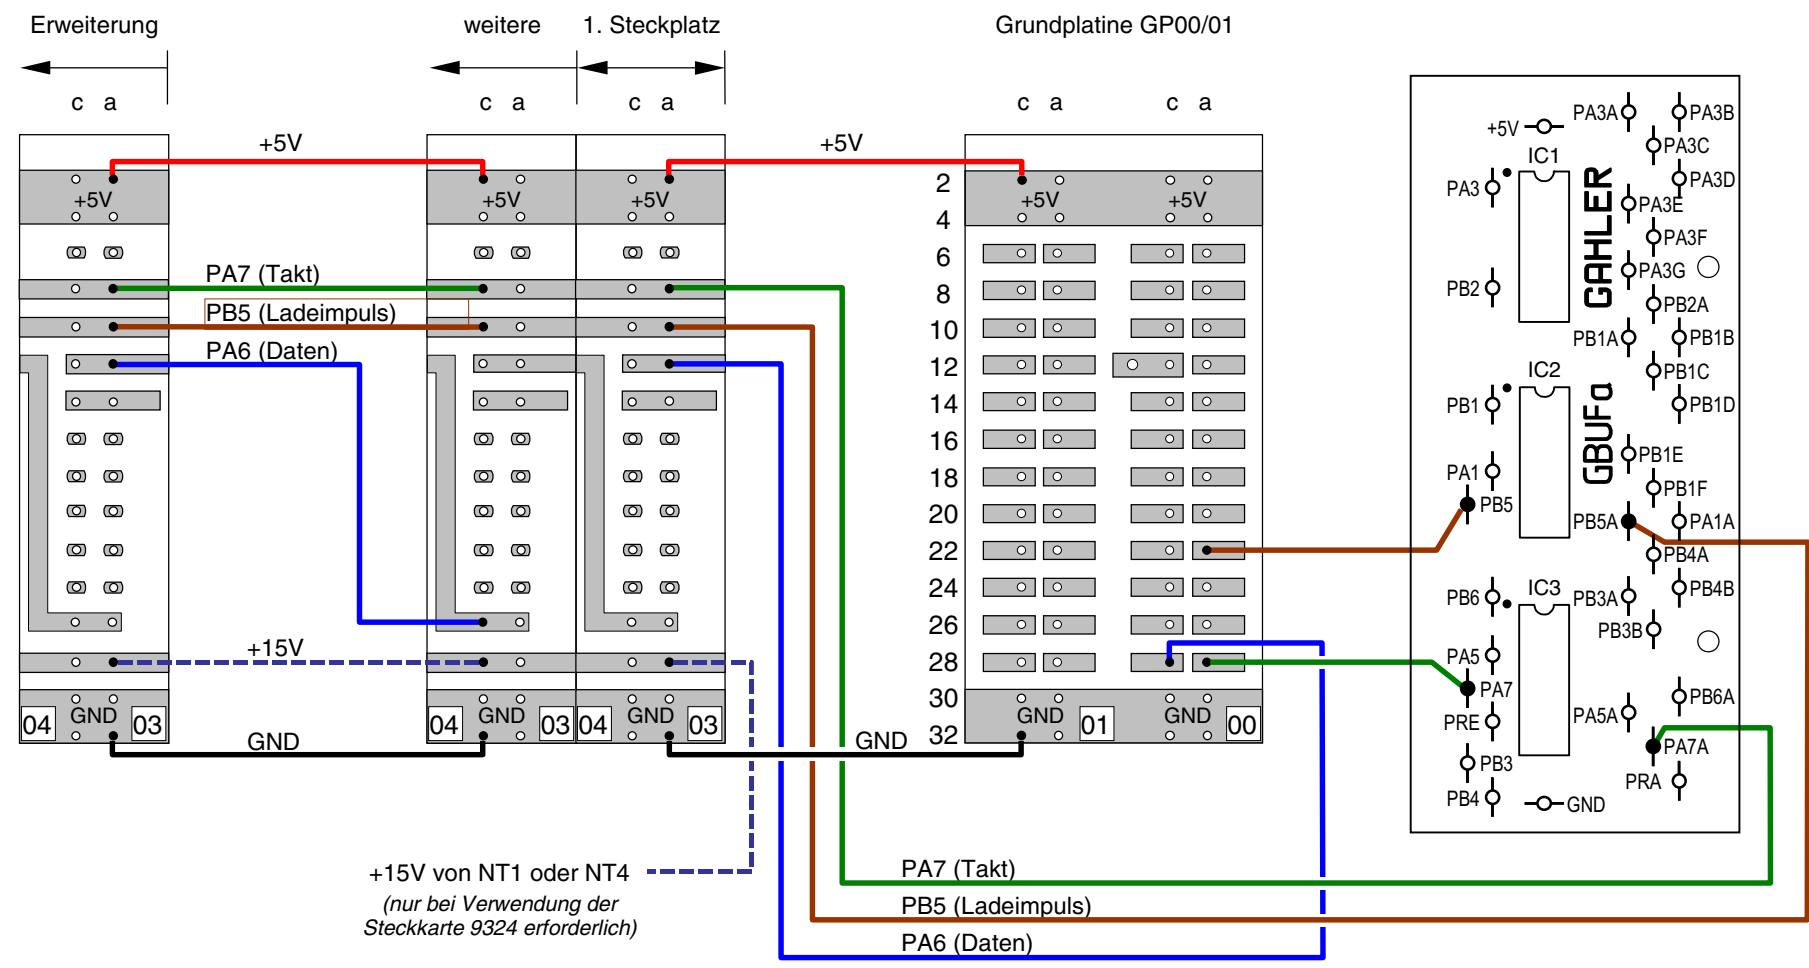 Erweiterung
weitere
1. Steckplatz
Grundplatine GP00/01
c a
c a
c a
c a
c a
+5V
+5V
+5V
+5V
+5V
+5V
+5V
PA7 (Takt)
PB5 (Ladeimpuls)
PA6 (Daten)
+15V
GND
GND
04
GND
03
04
GND
03
04
GND
03
GND
01
GND
00
2
4
6
8
10
12
14
16
18
20
22
24
26
28
30
32
+15V von NT1 oder NT4
(nur bei Verwendung der
Steckkarte 9324 erforderlich)
PA7 (Takt)
PB5 (Ladeimpuls)
PA6 (Daten)
+5V
IC1
PA3
PB2
IC2
PB1
PA1
PB5
IC3
PB6
PA5
PA7
PRE
PB3
PB4
GND
GAHLER
GBUFa
PA3A
PA3B
PA3C
PA3D
PA3E
PA3F
PA3G
PB2A
PB1A
PB1B
PB1C
PB1D
PB1E
PB1F
PB5A
PA1A
PB4A
PB4B
PB3A
PB3B
PB6A
PA5A
PA7A
PRA